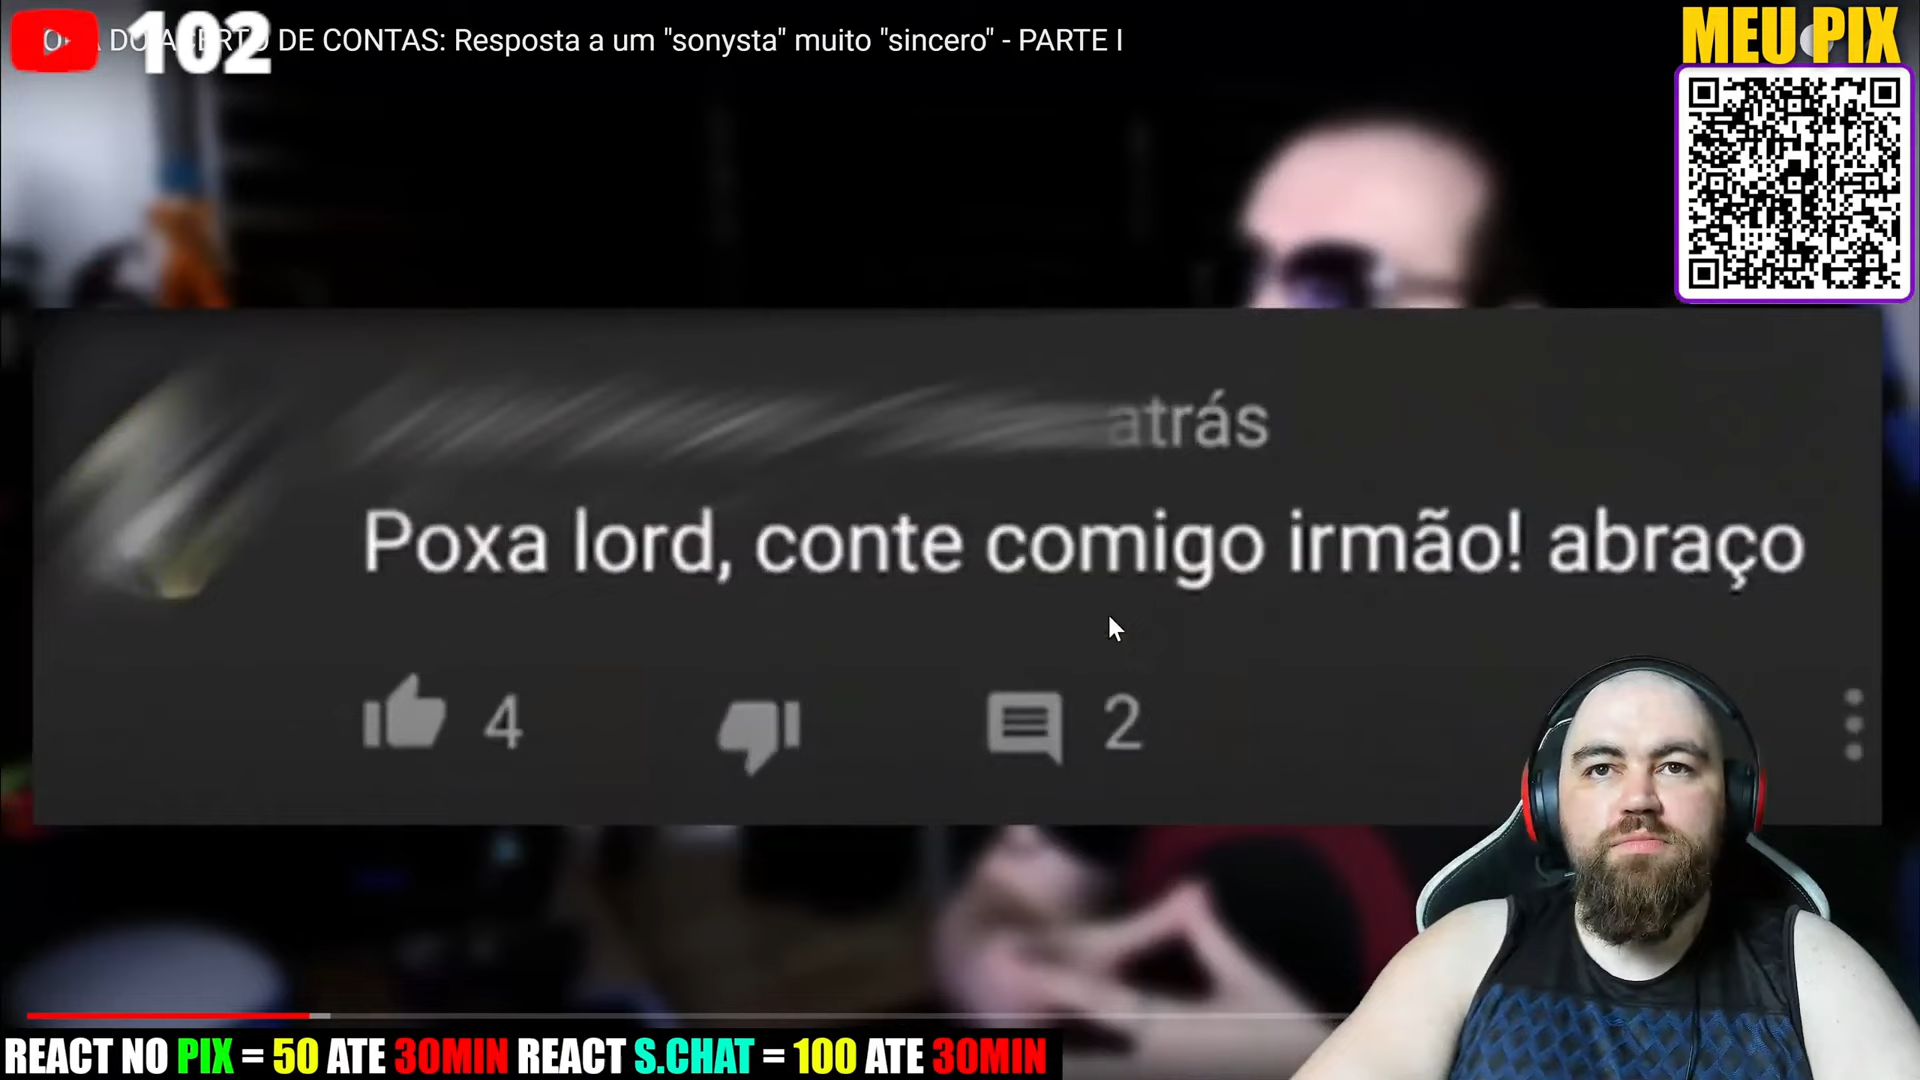 102
DE CONTAS: Resposta a um "sonysta" muito "sincero" - PARTE I
MEU PIX
atrás
Poxa lord, conte comigo irmão! abraço
4
2
REACT NO PIX = 50 ATE 30MIN REACT S.CHAT = 100 ATE 30MIN